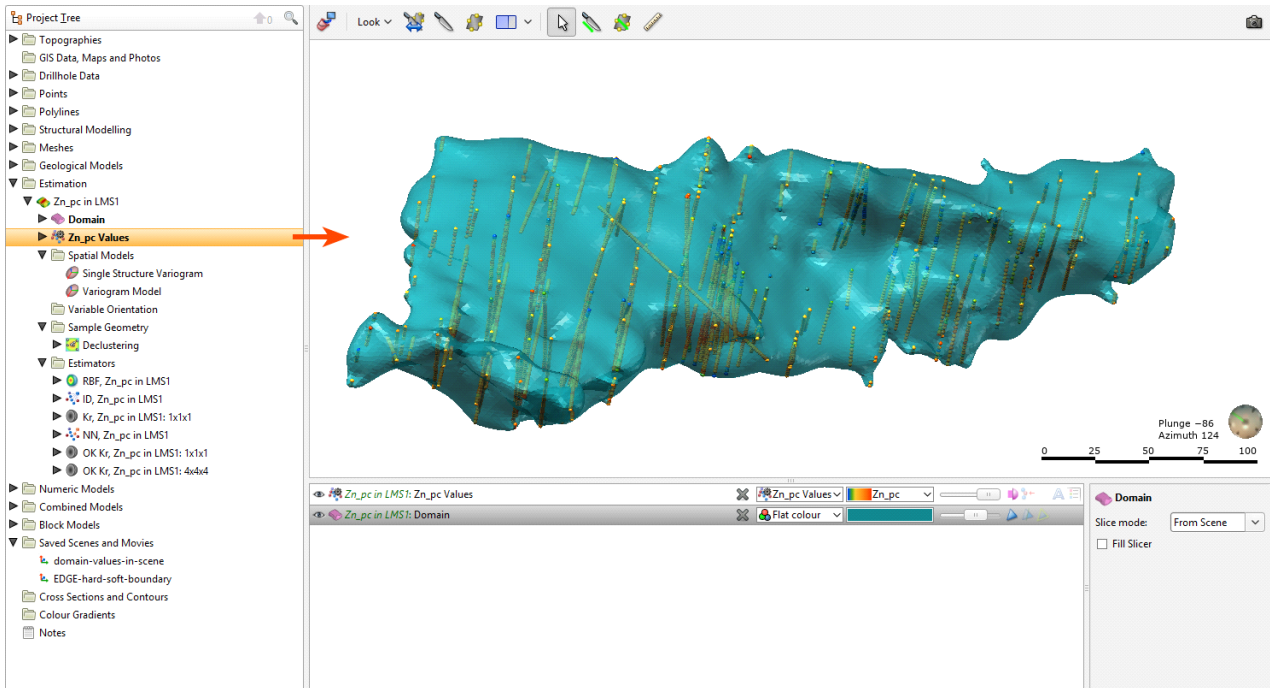 Project Tree
0
Look
Topographies
GIS Data, Maps and Photos
Drillhole Data
Points
Polylines
Structural Modelling
Meshes
Geological Models
Estimation
Zn_pc in LMS1
Domain
Zn_pc Values
Spatial Models
Single Structure Variogram
Variogram Model
Variable Orientation
Sample Geometry
Declustering
Estimators
RBF, Zn_pc in LMS1
ID, Zn_pc in LMS1
Kr, Zn_pc in LMS1: 1x1x1
NN, Zn_pc in LMS1
OK Kr, Zn_pc in LMS1: 1x1x1
OK Kr, Zn_pc in LMS1: 4x4x4
Numeric Models
Combined Models
Block Models
Saved Scenes and Movies
domain-values-in-scene
EDGE-hard-soft-boundary
Cross Sections and Contours
Colour Gradients
Notes
Plunge −86
Azimuth 124
0 25 50 75 100
Zn_pc in LMS1: Zn_pc Values Zn_pc Values Zn_pc
Zn_pc in LMS1: Domain Flat colour
Domain
Slice mode: From Scene
Fill Slicer